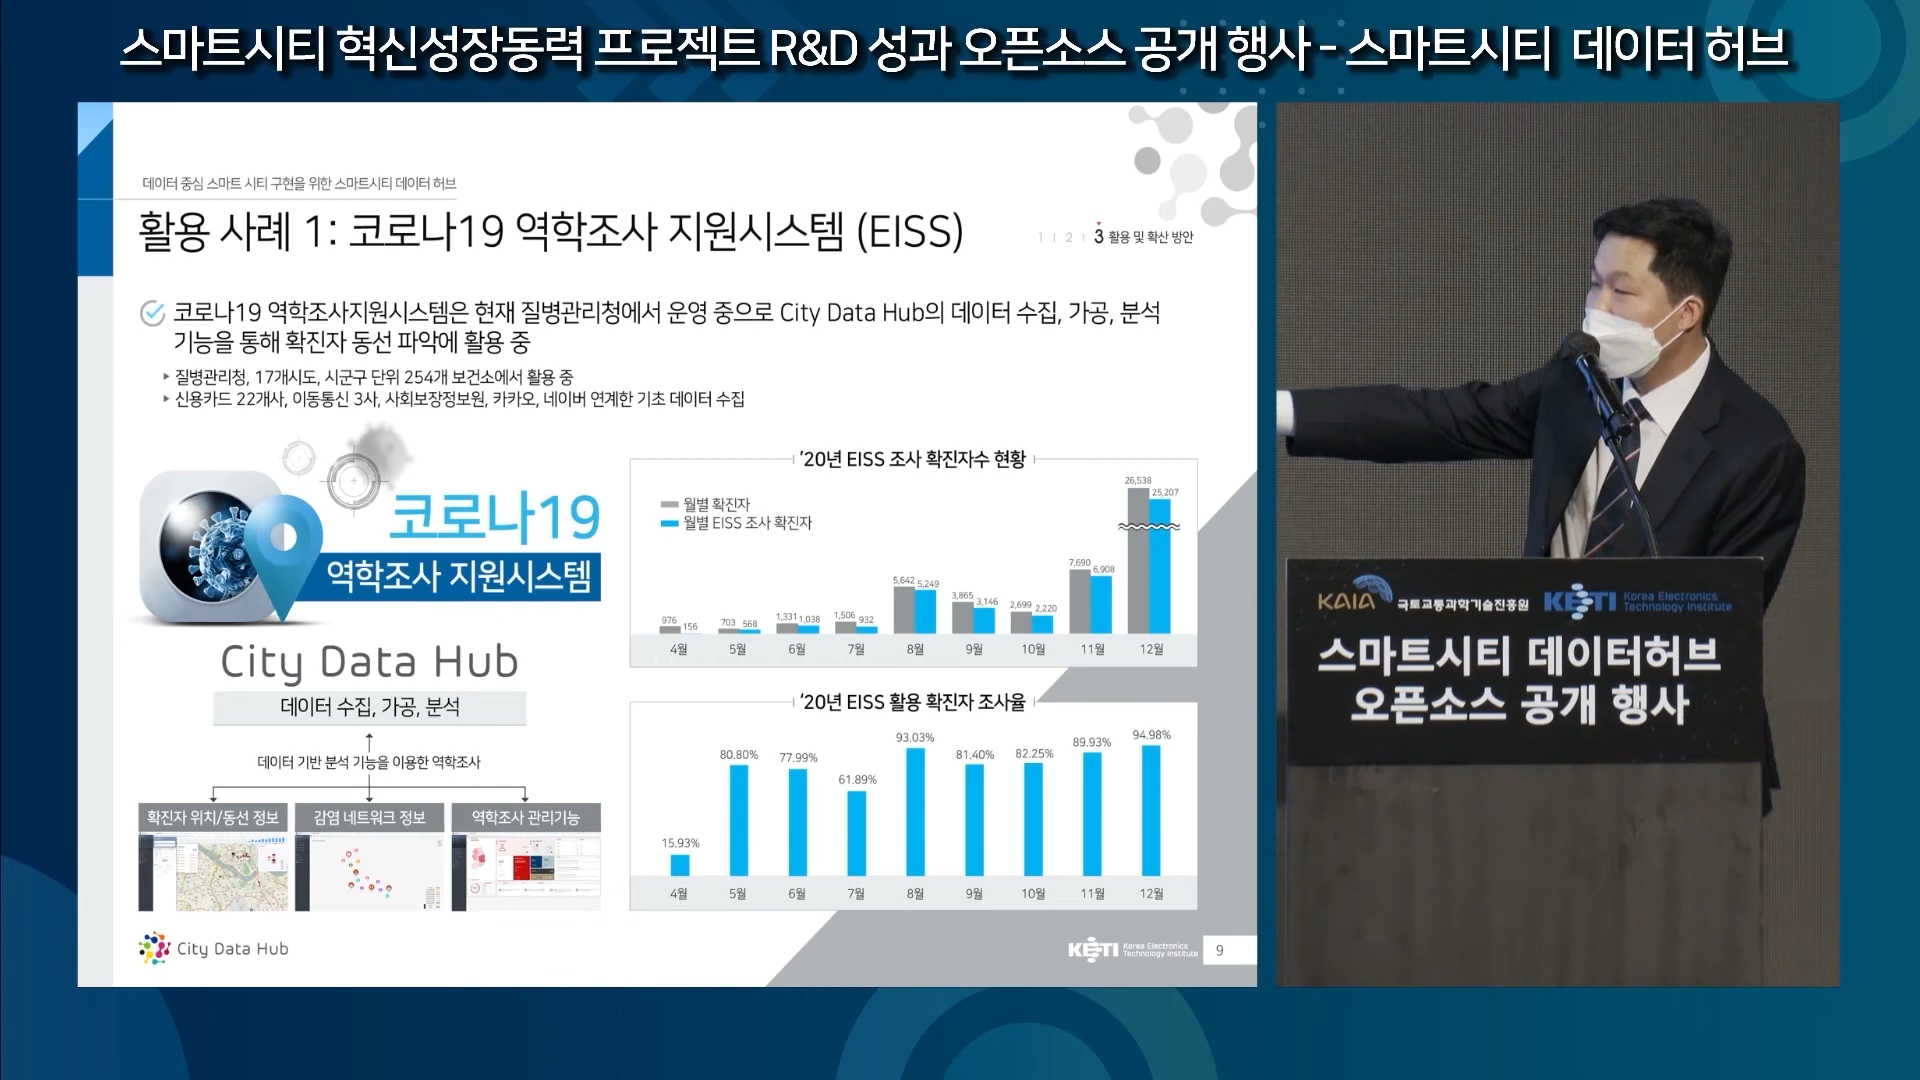 스마트시티 혁신성장동력 프로젝트 R&D 성과 오픈소스 공개 행사 - 스마트시티 데이터 허브
데이터 중심 스마트 시티 구현을 위한 스마트시티 데이터 허브
활용 사례 1: 코로나19 역학조사 지원시스템 (EISS)
1 | 2 | 3 활용 및 확산 방안
코로나19 역학조사지원시스템은 현재 질병관리청에서 운영 중으로 City Data Hub의 데이터 수집, 가공, 분석
기능을 통해 확진자 동선 파악에 활용 중
질병관리청, 17개시도, 시군구 단위 254개 보건소에서 활용 중
신용카드 22개사, 이동통신 3사, 사회보장정보원, 카카오, 네이버 연계한 기초 데이터 수집
코로나19
역학조사 지원시스템
City Data Hub
데이터 수집, 가공, 분석
데이터 기반 분석 기능을 이용한 역학조사
확진자 위치/동선 정보
감염 네트워크 정보
역학조사 관리기능
'20년 EISS 조사 확진자수 현황
월별 확진자
월별 EISS 조사 확진자
976 156
703 568
1,331 1,038
1,506 932
5,642 5,249
3,865 3,146
2,699 2,220
7,690 6,908
26,538 25,207
4월 5월 6월 7월 8월 9월 10월 11월 12월
'20년 EISS 활용 확진자 조사율
15.93% 80.80% 77.99% 61.89% 93.03% 81.40% 82.25% 89.93% 94.98%
4월 5월 6월 7월 8월 9월 10월 11월 12월
City Data Hub
KETI Korea Electronics
Technology Institute
9
KAIA 국토교통과학기술진흥원
KETI Korea Electronics
Technology Institute
스마트시티 데이터허브
오픈소스 공개 행사